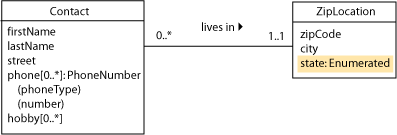 Contact
firstName
lastName
street
phone[0..*]: PhoneNumber
(phoneType)
(number)
hobby[0..*]
lives in
0..*
1..1
ZipLocation
zipCode
city
state: Enumerated